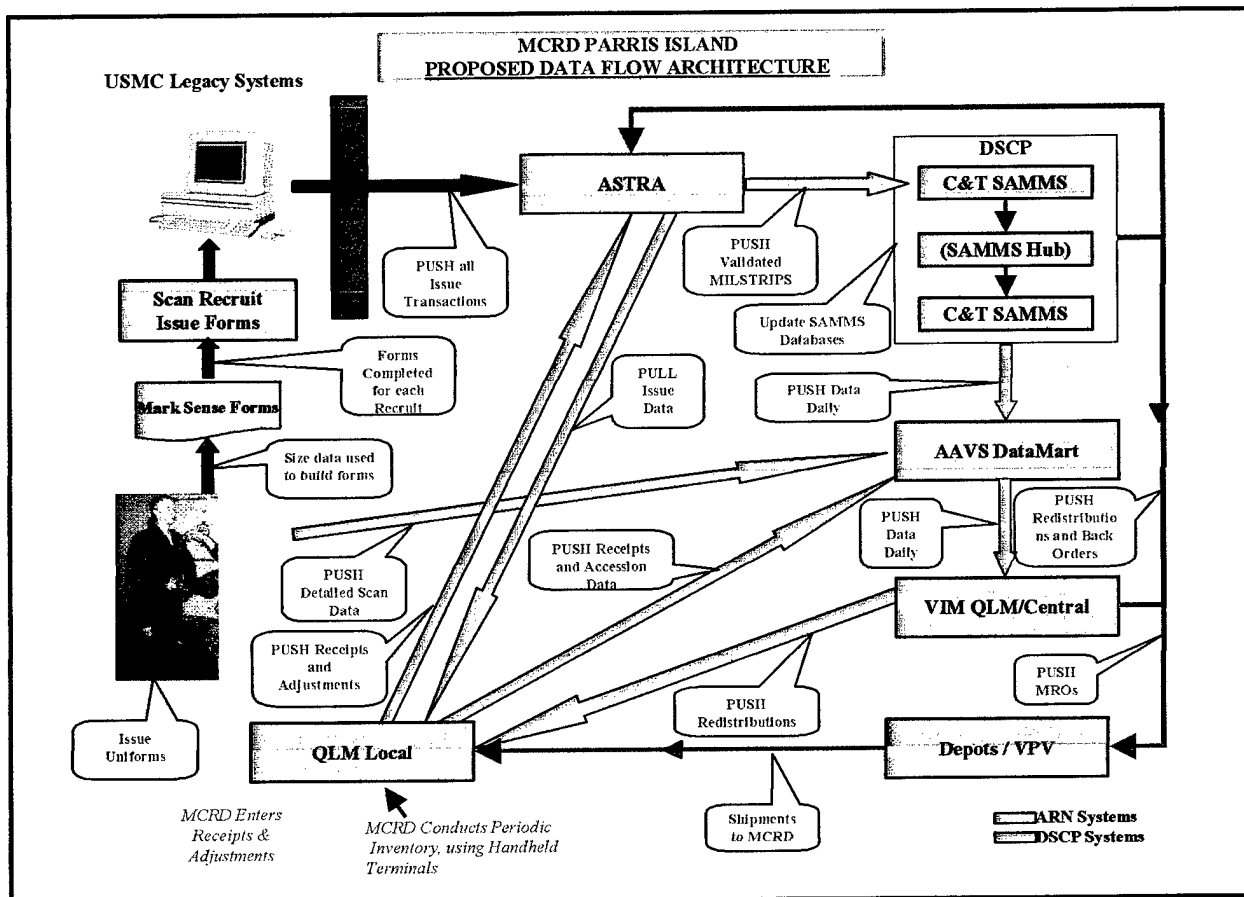 MCRD PARRIS ISLAND
PROPOSED DATA FLOW ARCHITECTURE
USMC Legacy Systems
ASTRA
DSCP
C&T SAMMS
(SAMMS Hub)
C&T SAMMS
PUSH all
Issue
Transactions
PUSH
Validated
MILSTRIPS
Update SAMMS
Databases
Scan Recruit
Issue Forms
Forms
Completed
for each
Recruit
PULL
Issue
Data
PUSH Data
Daily
Mark Sense Forms
Size data used
to build forms
AAVS DataMart
PUSH
Data
Daily
PUSH
Redistributio
ns and Back
Orders
PUSH Receipts
and Accession
Data
PUSH
Detailed Scan
Data
VIM QLM/Central
PUSH Receipts
and
Adjustments
PUSH
Redistributions
PUSH
MROs
Issue
Uniforms
QLM Local
Depots / VPV
MCRD Enters
Receipts &
Adjustments
MCRD Conducts Periodic
Inventory, using Handheld
Terminals
Shipments
to MCRD
ARN Systems
DSCP Systems